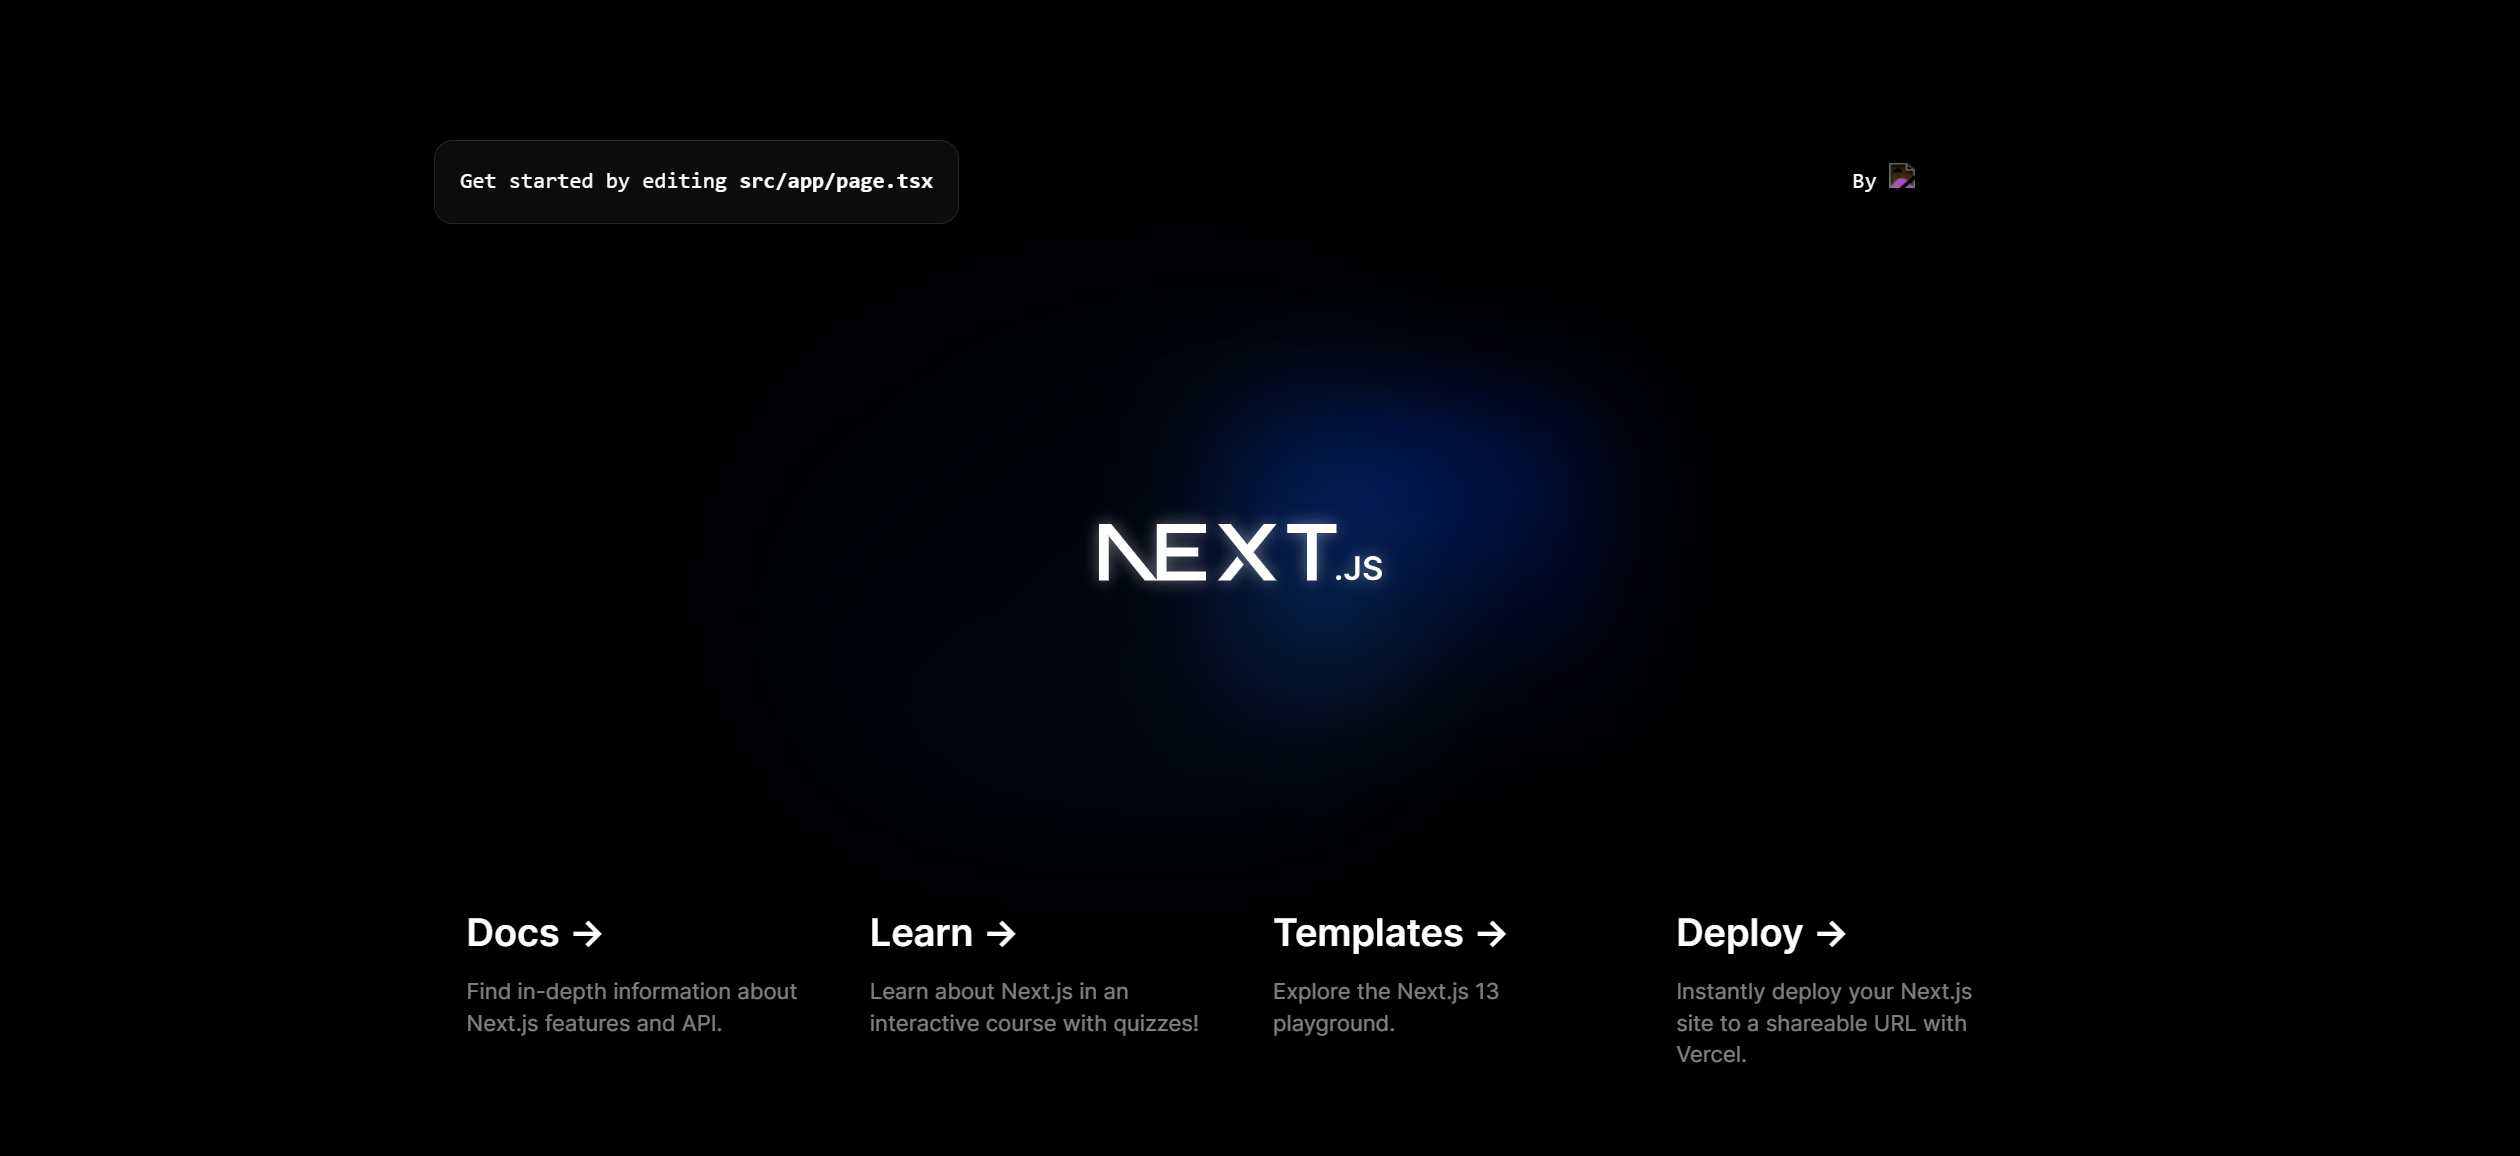 Get started by editing src/app/page.tsx
By
NEXT.JS
Docs →
Find in-depth information about
Next.js features and API.
Learn →
Learn about Next.js in an
interactive course with quizzes!
Templates →
Explore the Next.js 13
playground.
Deploy →
Instantly deploy your Next.js
site to a shareable URL with
Vercel.